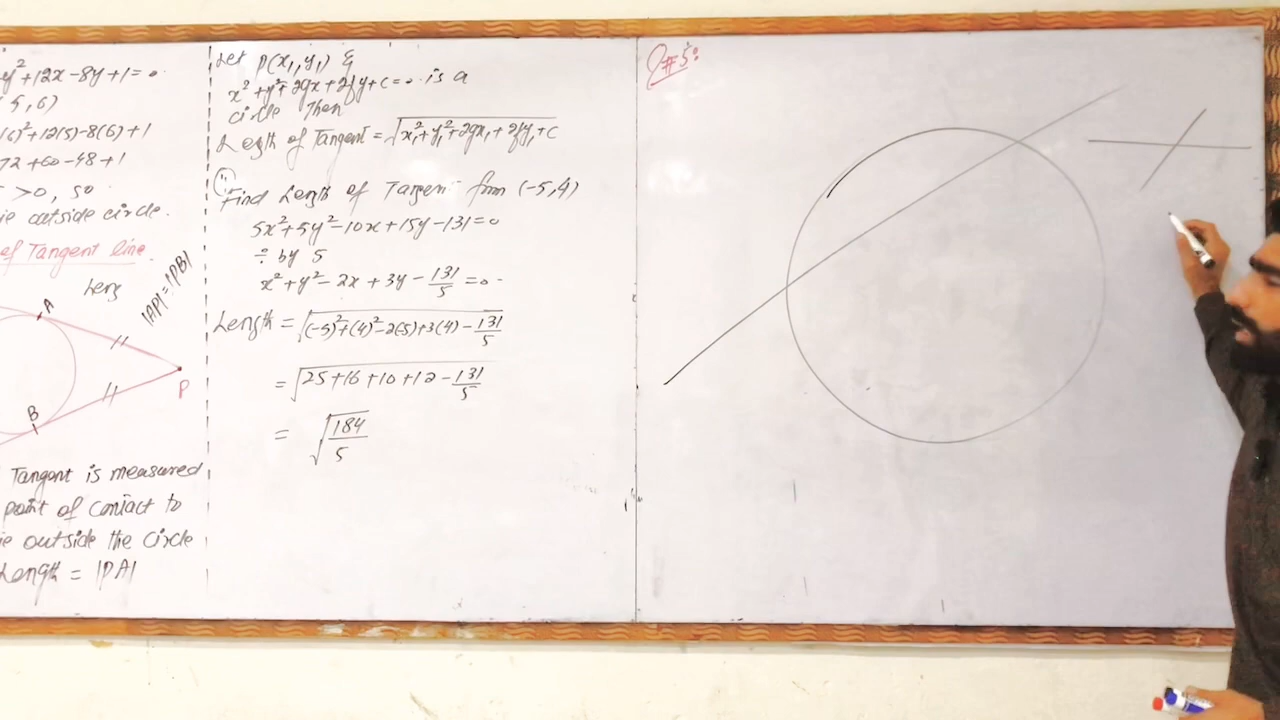 y²+12x-8y+1=0
5,6)
(6)²+12(5)-8(6)+1
72+60-48+1
>0, so
lie outside circle.
of Tangent line.
Leng
|AP|=|PB|
A
P
B
Tangent is measured
point of contact to
lie outside the circle
Length = |PA|
Let P(x₁,y₁) &
x²+y²+2gx+2fy+c=0 is a
circle Then
Length of Tangent = √x₁²+y₁²+2gx₁+2fy₁+c
Find Length of Tangent from (-5,4)
5x²+5y²-10x+15y-131=0
÷ by 5
x²+y²-2x+3y-131/5=0
Length = √(-5)²+(4)²-2(-5)+3(4)-131/5
= √25+16+10+12-131/5
= √184/5
Q#5: